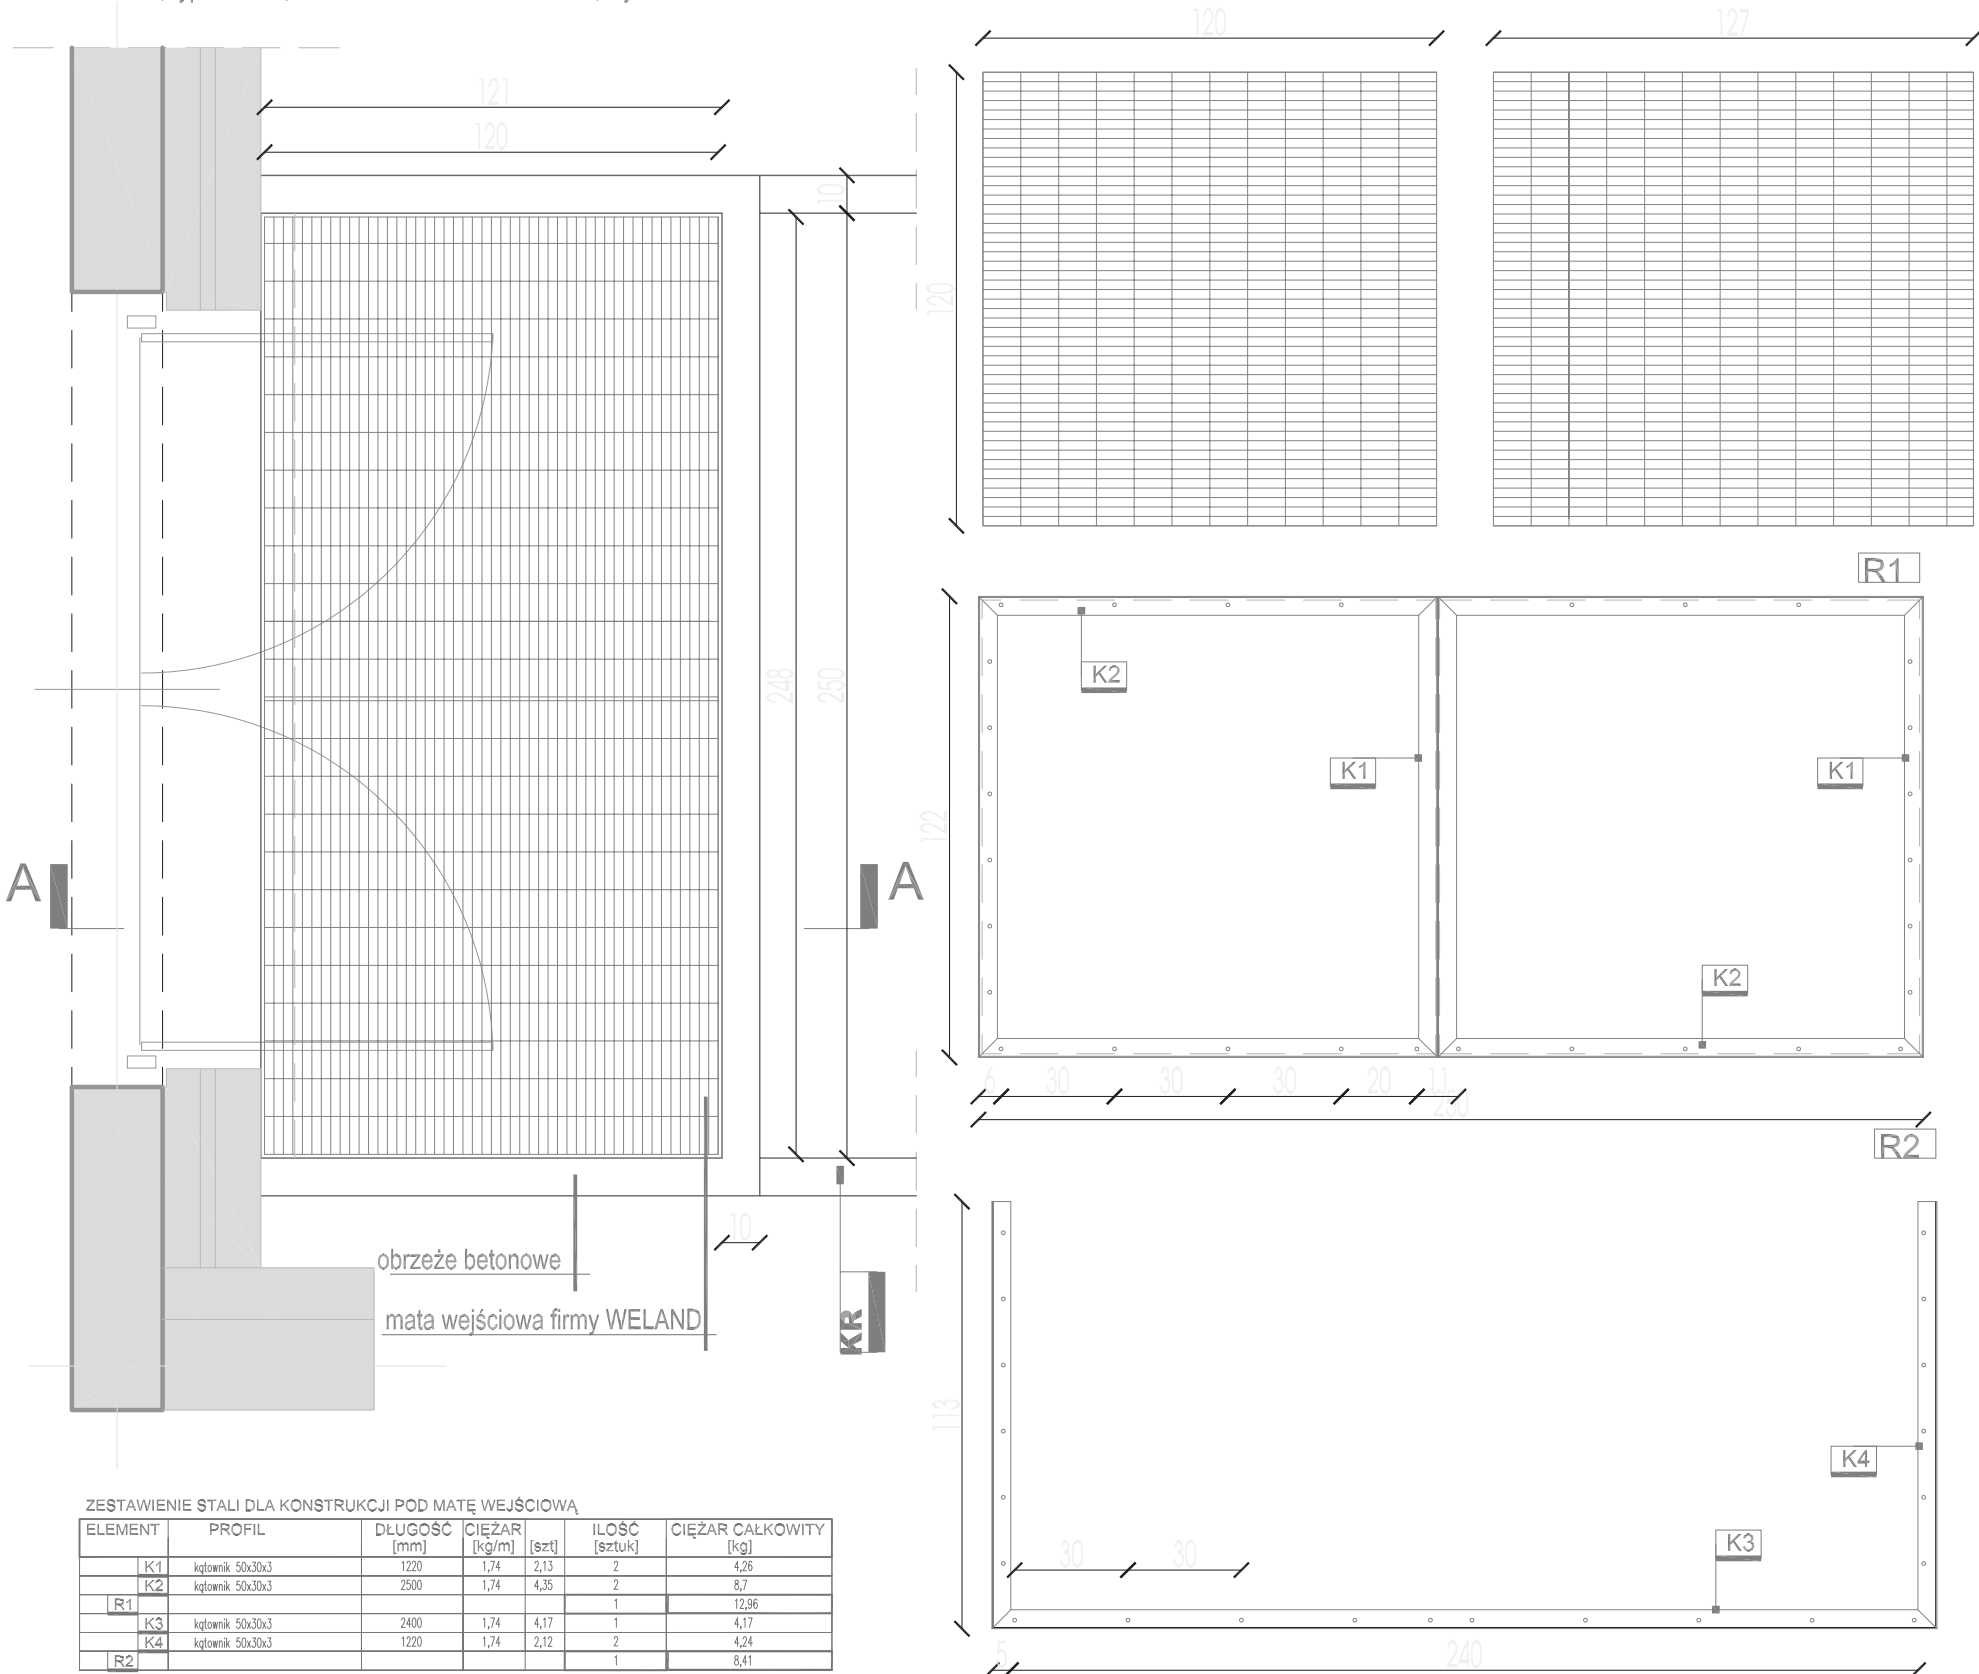 120
127
121
120
10
120
R1
248
250
K2
K1
K1
122
A
A
K2
6
30
30
30
20
11
250
R2
10
obrzeże betonowe
mata wejściowa firmy WELAND
KR
113
K4
K3
30
30
5
240
ZESTAWIENIE STALI DLA KONSTRUKCJI POD MATĘ WEJŚCIOWĄ
ELEMENT PROFIL DŁUGOŚĆ [mm] CIĘŻAR [kg/m] [szt] ILOŚĆ [sztuk] CIĘŻAR CAŁKOWITY [kg]
K1 kątownik 50x30x3 1220 1,74 2,13 2 4,26
K2 kątownik 50x30x3 2500 1,74 4,35 2 8,7
R1 1 12,96
K3 kątownik 50x30x3 2400 1,74 4,17 1 4,17
K4 kątownik 50x30x3 1220 1,74 2,12 2 4,24
R2 1 8,41